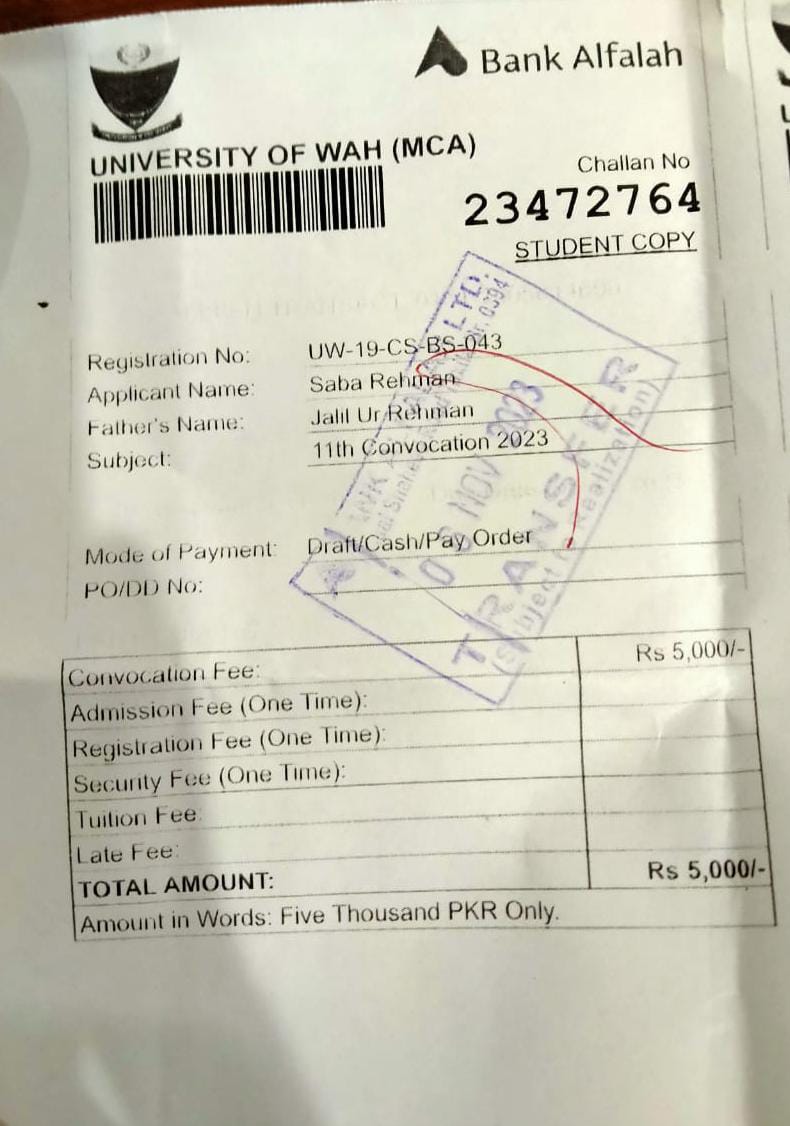 Bank Alfalah
UNIVERSITY OF WAH (MCA)
Challan No
23472764
STUDENT COPY
Registration No: UW-19-CS-BS-043
Applicant Name: Saba Rehman
Father's Name: Jalil Ur Rehman
Subject: 11th Convocation 2023
Mode of Payment: Draft/Cash/Pay Order
PO/DD No:
LTD.
0394
NOV 2023
TRANSFER
(Subject Realization)
Convocation Fee: Rs 5,000/-
Admission Fee (One Time):
Registration Fee (One Time):
Security Fee (One Time):
Tuition Fee:
Late Fee:
TOTAL AMOUNT: Rs 5,000/-
Amount in Words: Five Thousand PKR Only.